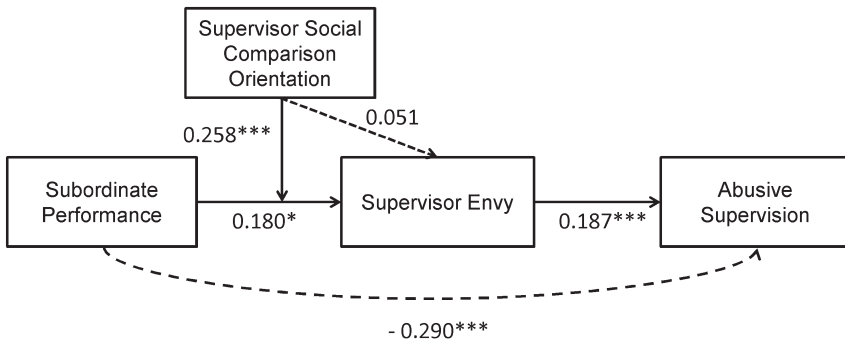 Supervisor Social
Comparison
Orientation
0.258***
0.051
Subordinate
Performance
0.180*
Supervisor Envy
0.187***
Abusive
Supervision
- 0.290***